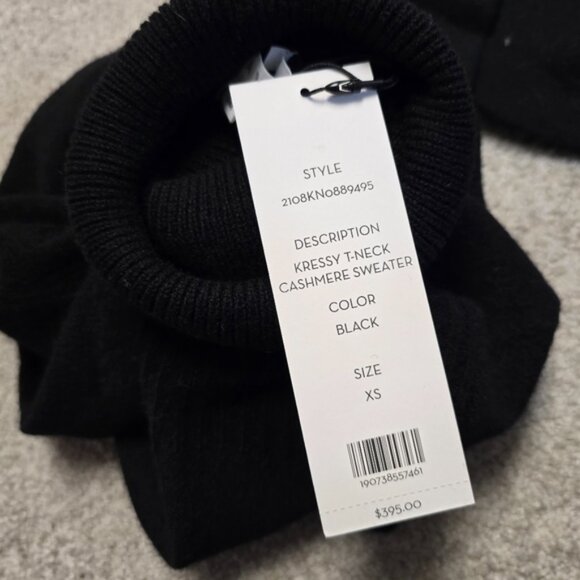 STYLE
2108KN0889495
DESCRIPTION
KRESSY T-NECK
CASHMERE SWEATER
COLOR
BLACK
SIZE
XS
190738557461
$395.00